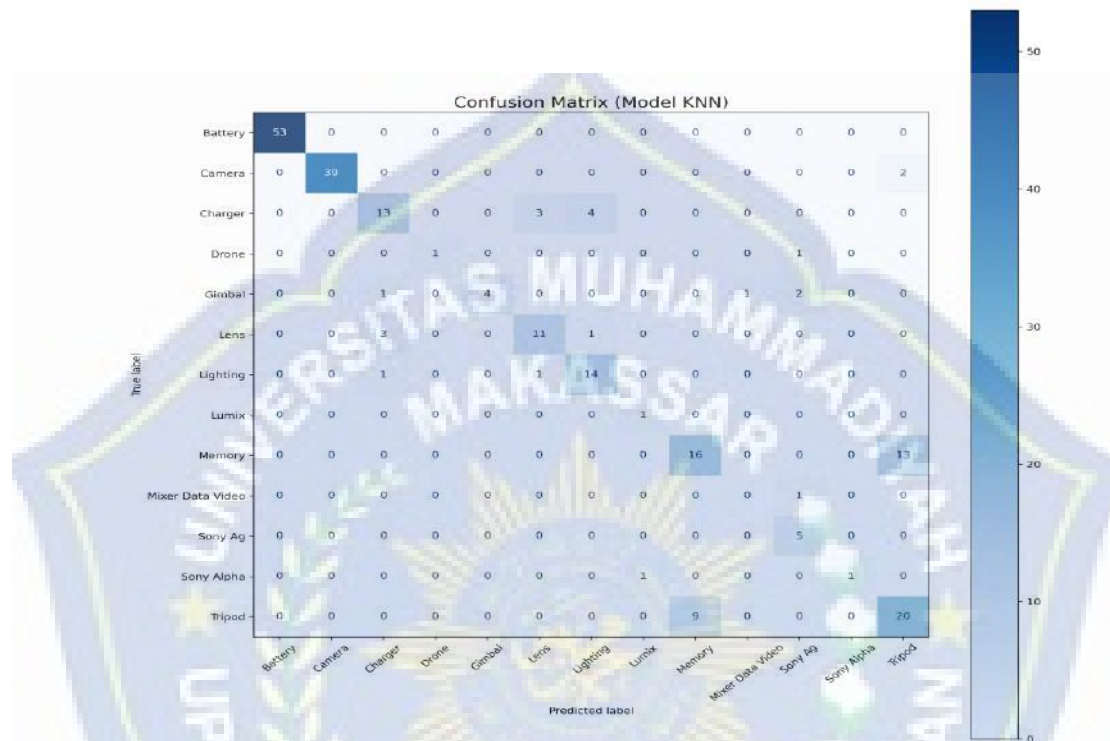 Confusion Matrix (Model KNN)
Battery 53 0 0 0 0 0 0 0 0 0 0 0 0
Camera 0 39 0 0 0 0 0 0 0 0 0 0 2
Charger 0 0 13 0 0 3 4 0 0 0 0 0 0
Drone 0 0 0 1 0 0 0 0 0 0 1 0 0
Gimbal 0 0 1 0 4 0 0 0 0 1 2 0 0
Lens 0 0 3 0 0 11 1 0 0 0 0 0 0
Lighting 0 0 1 0 0 1 14 0 0 0 0 0 0
Lumix 0 0 0 0 0 0 0 1 0 0 0 0 0
Memory 0 0 0 0 0 0 0 0 16 0 0 0 13
Mixer Data Video 0 0 0 0 0 0 0 0 0 0 1 0 0
Sony Ag 0 0 0 0 0 0 0 0 0 0 5 0 0
Sony Alpha 0 0 0 0 0 0 0 1 0 0 0 1 0
Tripod 0 0 0 0 0 0 0 0 9 0 0 0 20
True label
Battery Camera Charger Drone Gimbal Lens Lighting Lumix Memory Mixer Data Video Sony Ag Sony Alpha Tripod
Predicted label
50
40
30
20
10
0
UNIVERSITAS MUHAMMADIYAH
MAKASSAR
UP